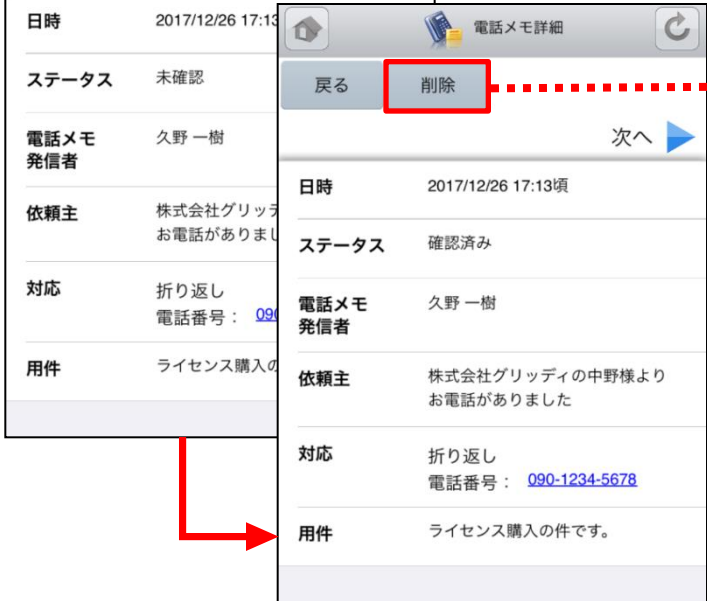 日時 2017/12/26 17:13
ステータス 未確認
電話メモ 久野 一樹
発信者
依頼主 株式会社グリッデ
お電話がありまし
対応 折り返し
電話番号： 090
用件 ライセンス購入の
電話メモ詳細
戻る 削除
次へ
日時 2017/12/26 17:13頃
ステータス 確認済み
電話メモ 久野 一樹
発信者
依頼主 株式会社グリッディの中野様より
お電話がありました
対応 折り返し
電話番号： 090-1234-5678
用件 ライセンス購入の件です。